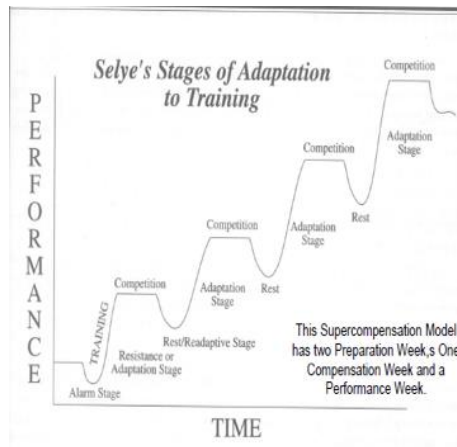 Selye's Stages of Adaptation
to Training
PERFORMANCE
Competition
Adaptation
Stage
Competition
Adaptation
Stage
Rest
Competition
Adaptation
Stage
Rest
Competition
TRAINING
Resistance or
Adaptation Stage
Rest/Readaptive Stage
Alarm Stage
This Supercompensation Model
has two Preparation Week,s One
Compensation Week and a
Performance Week.
TIME